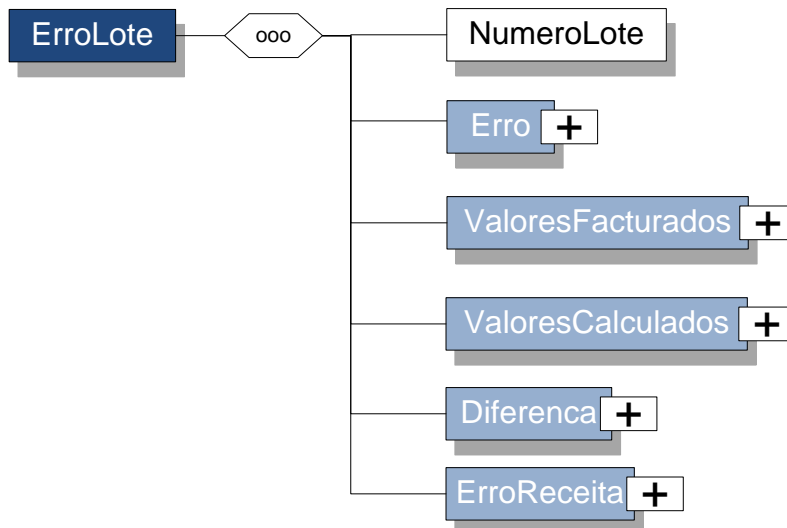 ErroLote
ooo
NumeroLote
Erro +
ValoresFacturados +
ValoresCalculados +
Diferenca +
ErroReceita +